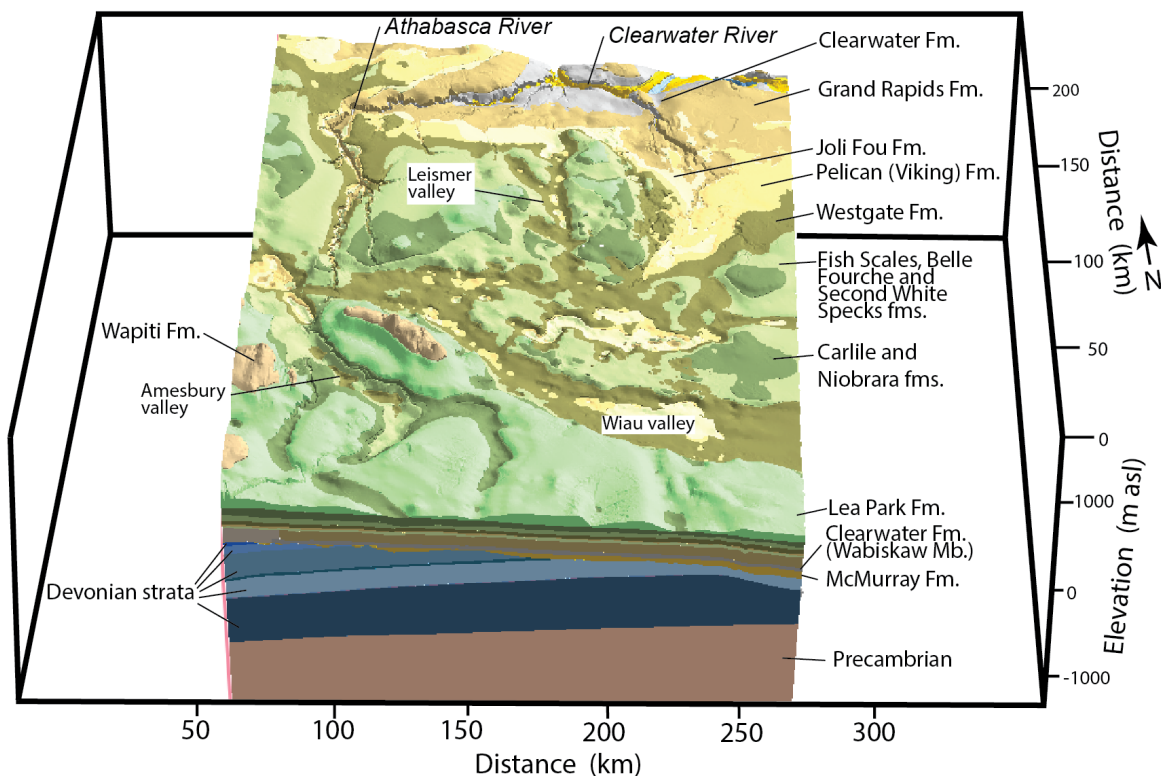 Athabasca River
Clearwater River
Clearwater Fm.
Grand Rapids Fm.
Joli Fou Fm.
Pelican (Viking) Fm.
Westgate Fm.
Fish Scales, Belle
Fourche and
Second White
Specks fms.
Carlile and
Niobrara fms.
Leismer
valley
Wapiti Fm.
Amesbury
valley
Wiau valley
Lea Park Fm.
Clearwater Fm.
(Wabiskaw Mb.)
McMurray Fm.
Devonian strata
Precambrian
200
150
100
50
0
Distance (km)
N
1000
0
-1000
Elevation (m asl)
50
100
150
200
250
300
Distance (km)